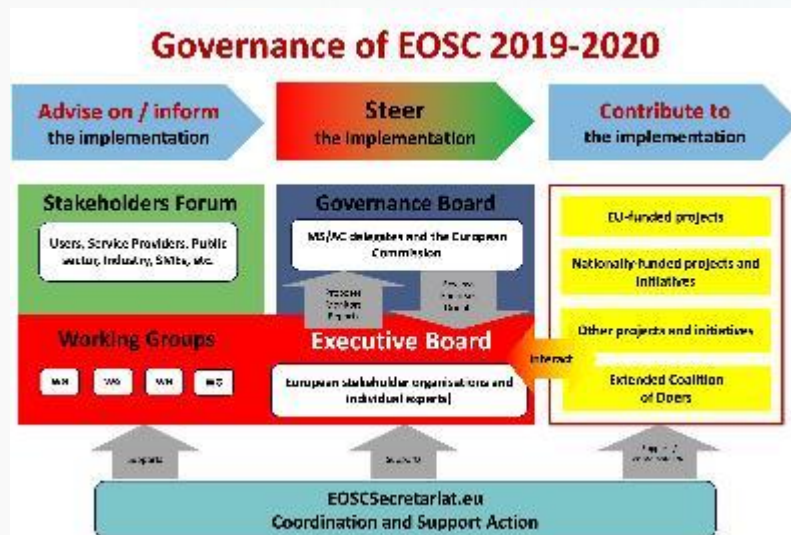 Governance of EOSC 2019-2020
Advise on / inform
the implementation
Steer
the implementation
Contribute to
the implementation
Stakeholders Forum
Users, Service Providers, Public
sector, Industry, SMEs, etc.
Governance Board
MS/AC delegates and the European
Commission
Proposes
Monitors
Reports
EU-funded projects
Nationally-funded projects and
initiatives
Other projects and initiatives
Extended Coalition
of Doers
Working Groups
WG
WG
WG
WG
Executive Board
European stakeholder organisations and
individual experts)
Interact
Supports
Supports
EOSCSecretariat.eu
Coordination and Support Action